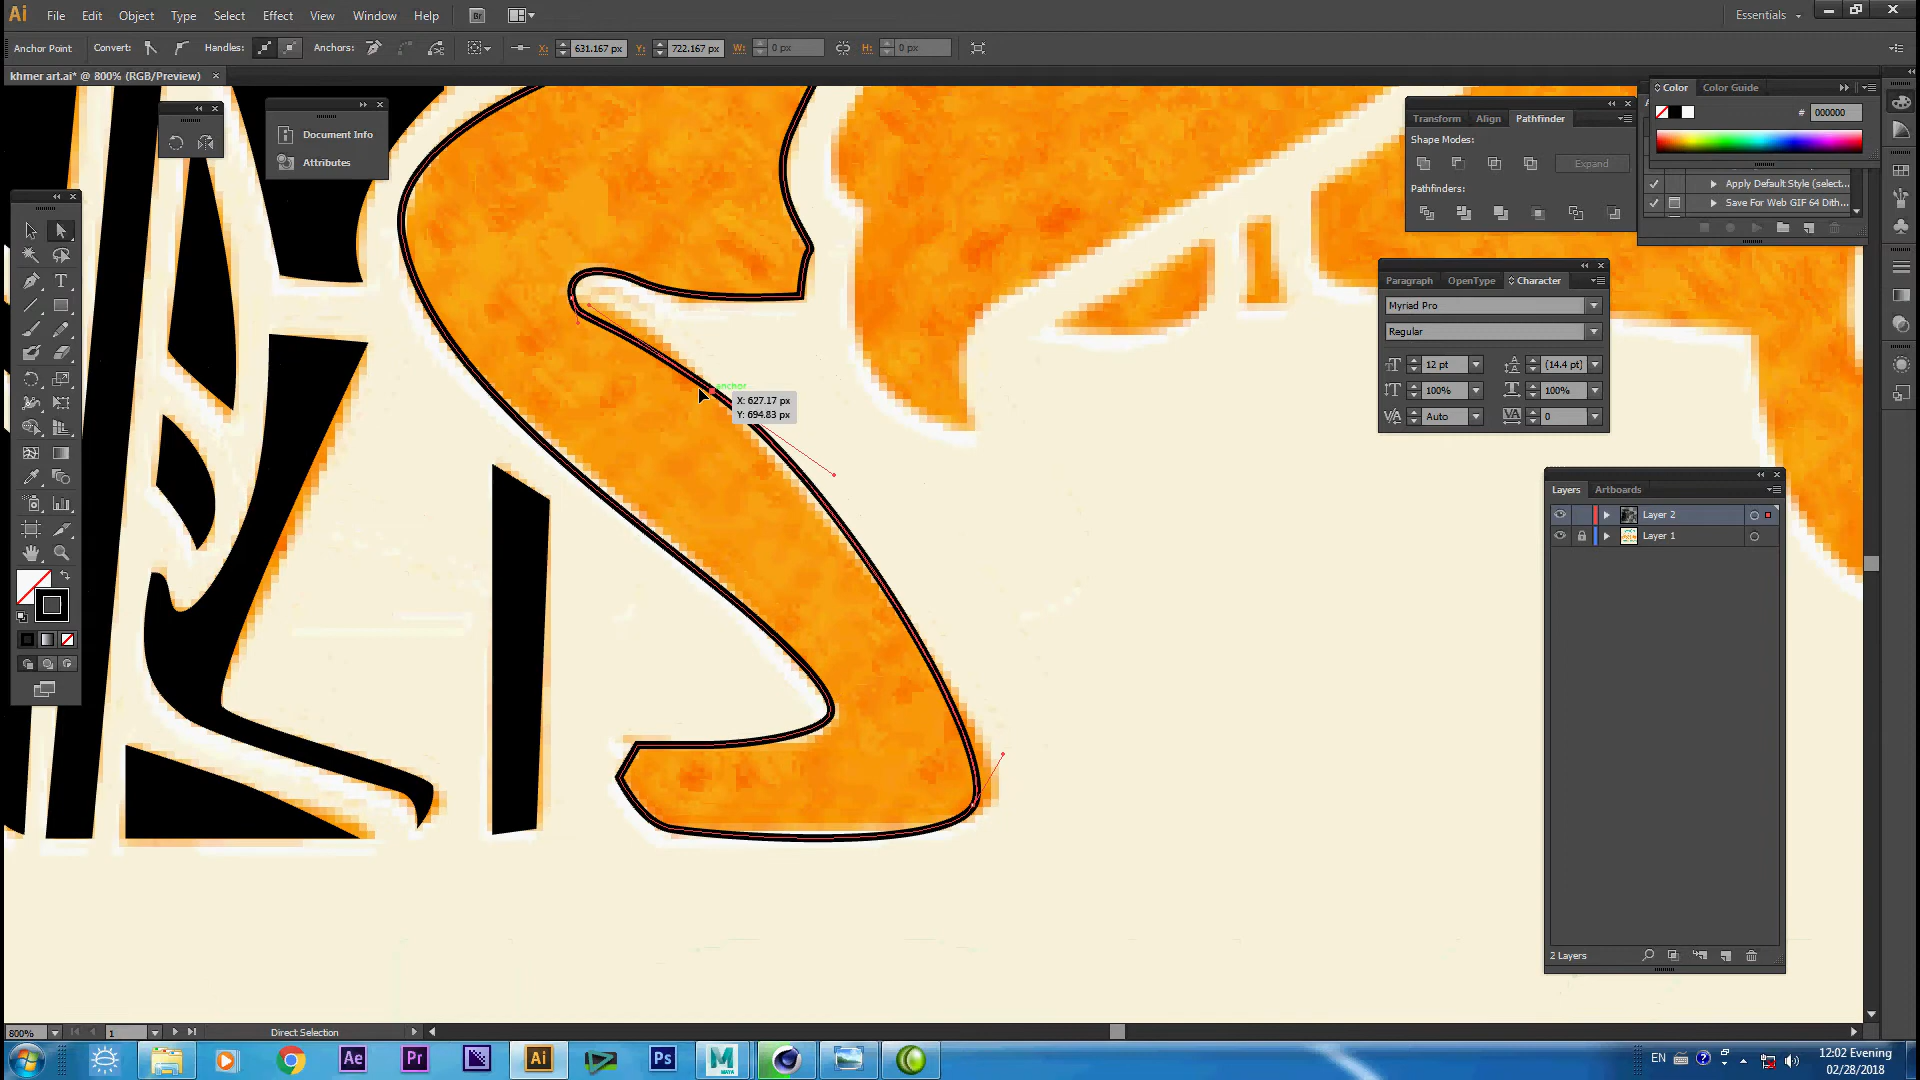 Ai File Edit Object Type Select Effect View Window Help Br Essentials
Anchor Point Convert: Handles: Anchors: X: 631.167 px Y: 722.167 px W: 0 px H: 0 px
khmer art.ai* @ 800% (RGB/Preview)
Document Info
Attributes
Transform Align Pathfinder
Shape Modes:
Expand
Pathfinders:
Color Color Guide
# 000000
Apply Default Style (select...
Save For Web GIF 64 Dith...
Paragraph OpenType Character
Myriad Pro
Regular
12 pt (14.4 pt)
100% 100%
Auto 0
anchor
X: 627.17 px
Y: 694.83 px
Layers Artboards
Layer 2
Layer 1
2 Layers
800% 1 Direct Selection
Ae Pr Ai Ps M MAYA
EN 12:02 Evening
02/28/2018